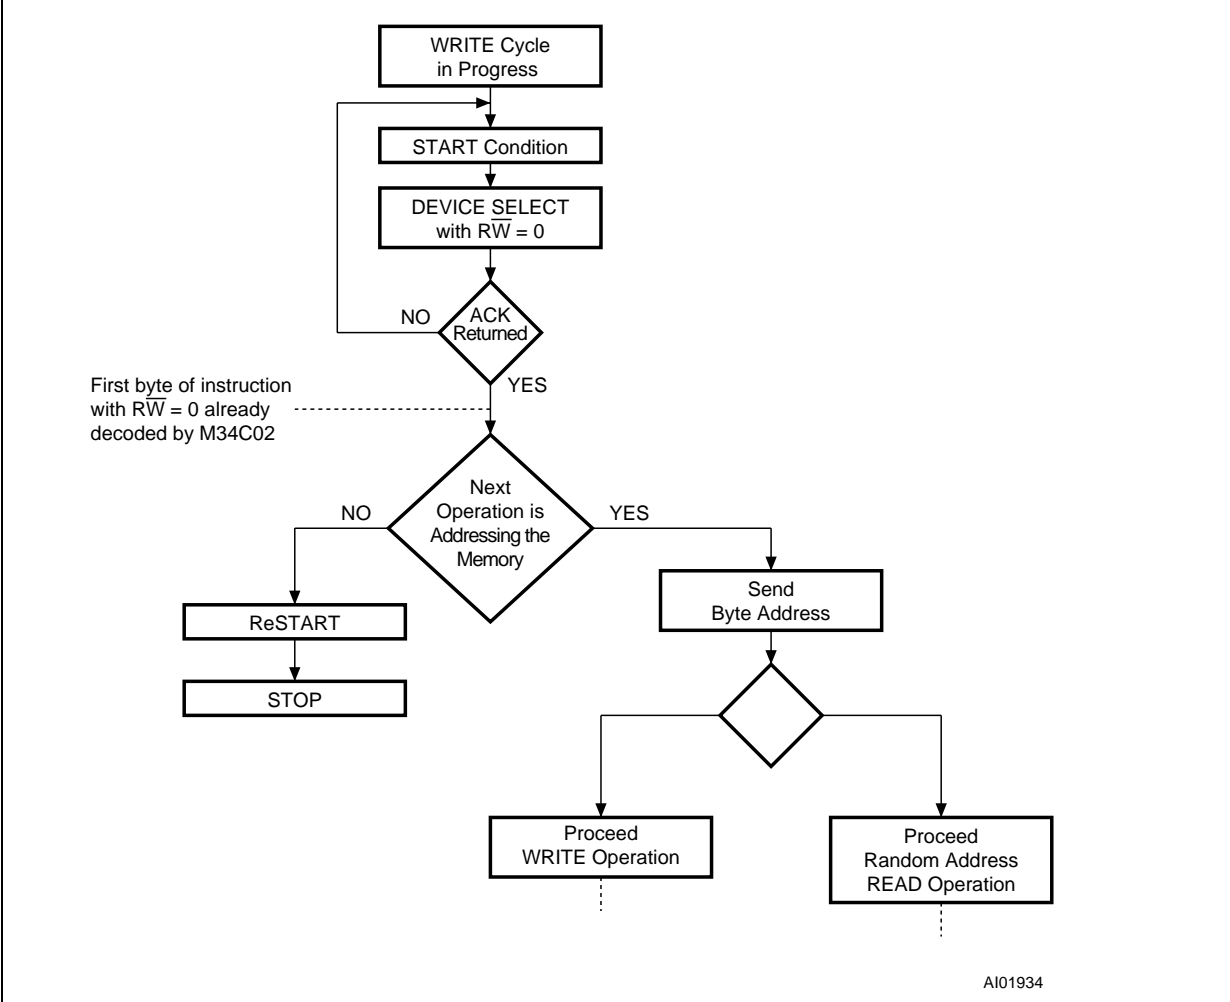 WRITE Cycle
in Progress
START Condition
DEVICE SELECT
with RW̅ = 0
ACK
Returned
NO
YES
First byte of instruction
with RW̅ = 0 already
decoded by M34C02
Next
Operation is
Addressing the
Memory
NO
YES
Send
Byte Address
ReSTART
STOP
Proceed
WRITE Operation
Proceed
Random Address
READ Operation
AI01934